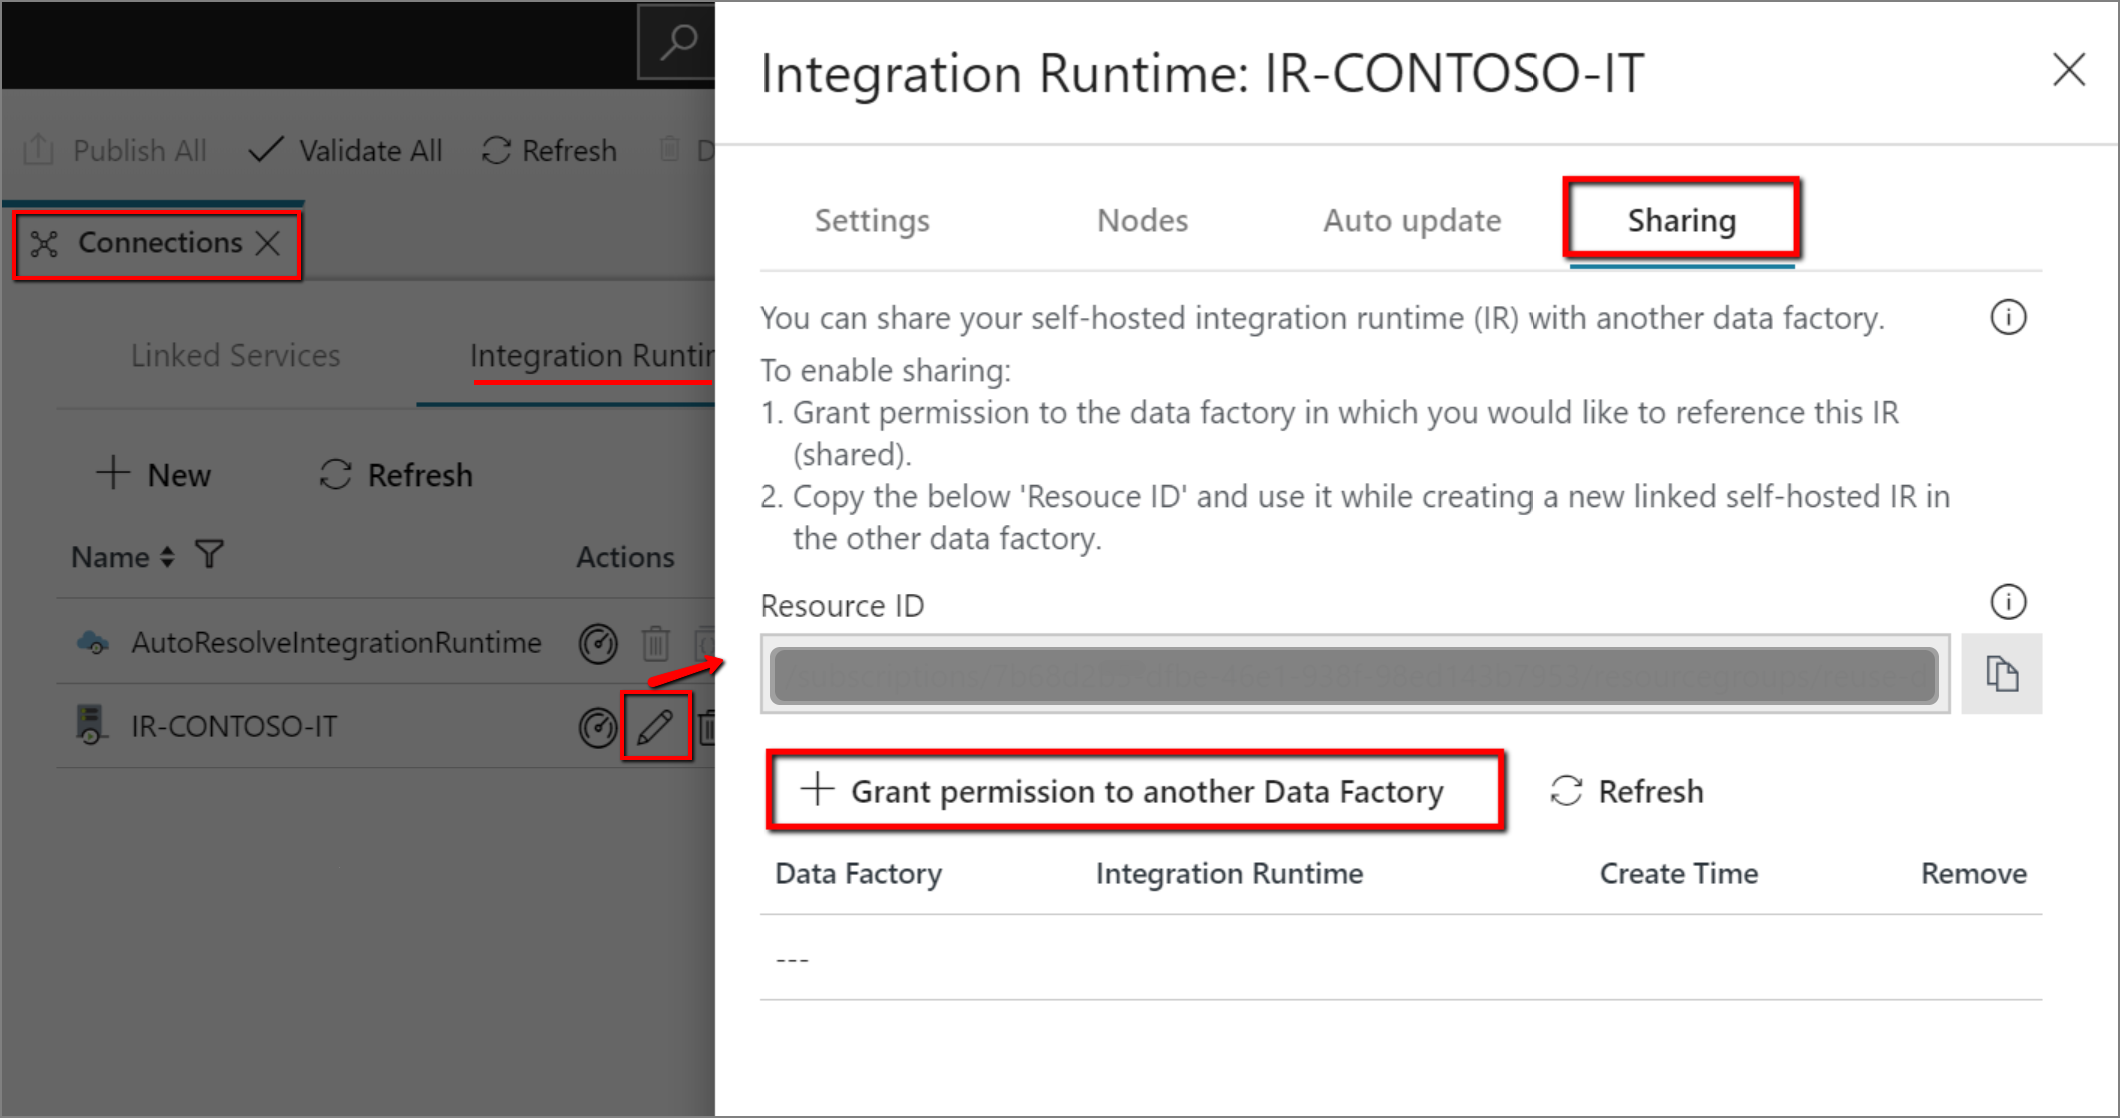 Integration Runtime: IR-CONTOSO-IT
Publish All
Validate All
Refresh
D
Connections
Linked Services
Integration Runtin
New
Refresh
Name
Actions
AutoResolveIntegrationRuntime
IR-CONTOSO-IT
Settings
Nodes
Auto update
Sharing
You can share your self-hosted integration runtime (IR) with another data factory.
To enable sharing:
1. Grant permission to the data factory in which you would like to reference this IR
(shared).
2. Copy the below 'Resouce ID' and use it while creating a new linked self-hosted IR in
the other data factory.
Resource ID
Grant permission to another Data Factory
Refresh
Data Factory
Integration Runtime
Create Time
Remove
---